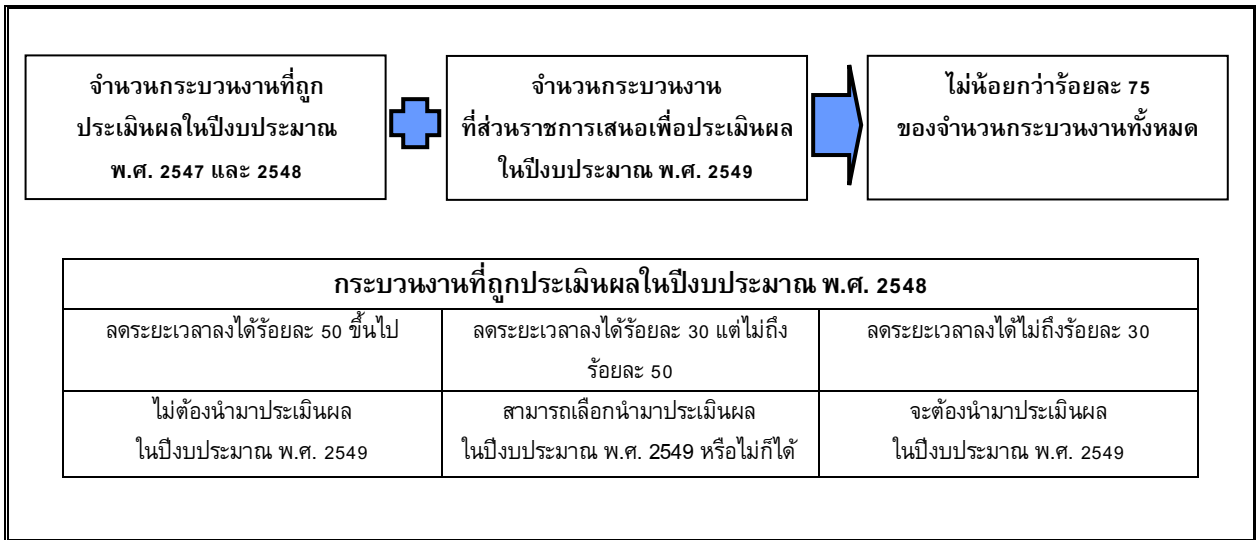 จำนวนกระบวนงานที่ถูก
ประเมินผลในปีงบประมาณ
พ.ศ. 2547 และ 2548
จำนวนกระบวนงาน
ที่ส่วนราชการเสนอเพื่อประเมินผล
ในปีงบประมาณ พ.ศ. 2549
ไม่น้อยกว่าร้อยละ 75
ของจำนวนกระบวนงานทั้งหมด
กระบวนงานที่ถูกประเมินผลในปีงบประมาณ พ.ศ. 2548
ลดระยะเวลาลงได้ร้อยละ 50 ขึ้นไป
ลดระยะเวลาลงได้ร้อยละ 30 แต่ไม่ถึง
ร้อยละ 50
ลดระยะเวลาลงได้ไม่ถึงร้อยละ 30
ไม่ต้องนำมาประเมินผล
ในปีงบประมาณ พ.ศ. 2549
สามารถเลือกนำมาประเมินผล
ในปีงบประมาณ พ.ศ. 2549 หรือไม่ก็ได้
จะต้องนำมาประเมินผล
ในปีงบประมาณ พ.ศ. 2549